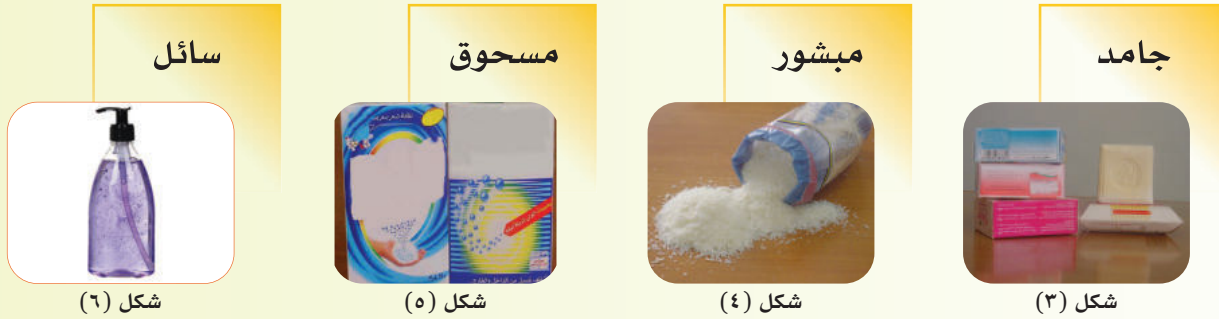 جامد
مبشور
مسحوق
سائل
شكل (٣)
شكل (٤)
شكل (٥)
شكل (٦)